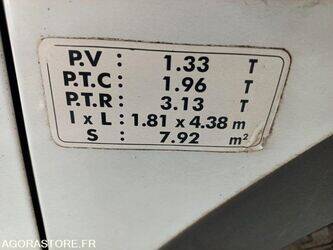 P.V : 1.33 T
P.T.C : 1.96 T
P.T.R : 3.13 T
I x L : 1.81 x 4.38 m
S : 7.92 m²
AGORASTORE.FR